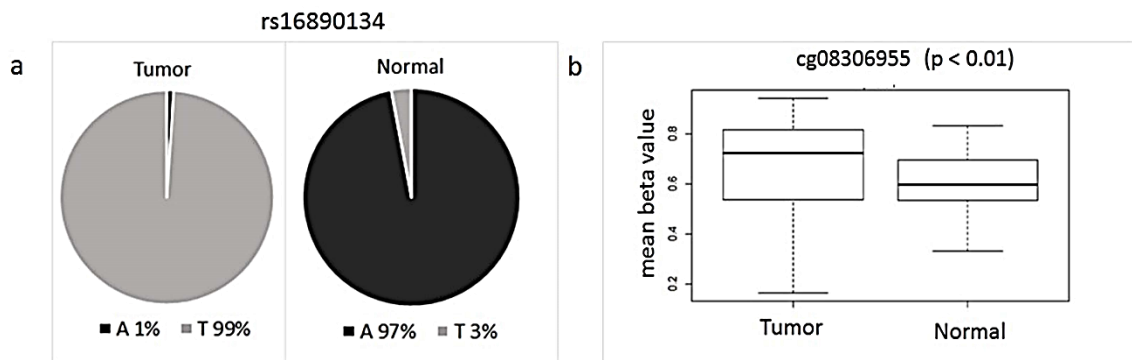 rs16890134
a
Tumor
Normal
A 1% T 99%
A 97% T 3%
b
cg08306955 (p < 0.01)
mean beta value
0.8
0.6
0.4
0.2
Tumor
Normal